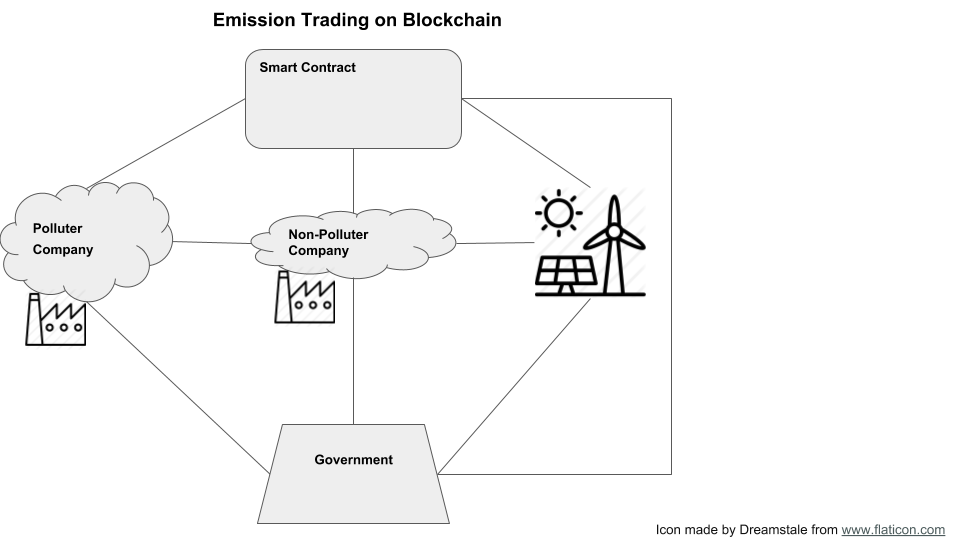 Emission Trading on Blockchain
Smart Contract
Polluter
Company
Non-Polluter
Company
Government
Icon made by Dreamstale from www.flaticon.com